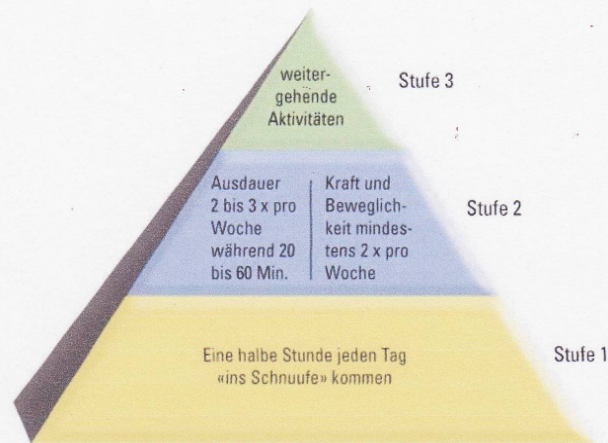 weiter-
gehende
Aktivitäten
Stufe 3
Ausdauer
2 bis 3 x pro
Woche
während 20
bis 60 Min.
Kraft und
Beweglich-
keit mindes-
tens 2 x pro
Woche
Stufe 2
Eine halbe Stunde jeden Tag
«ins Schnuufe» kommen
Stufe 1